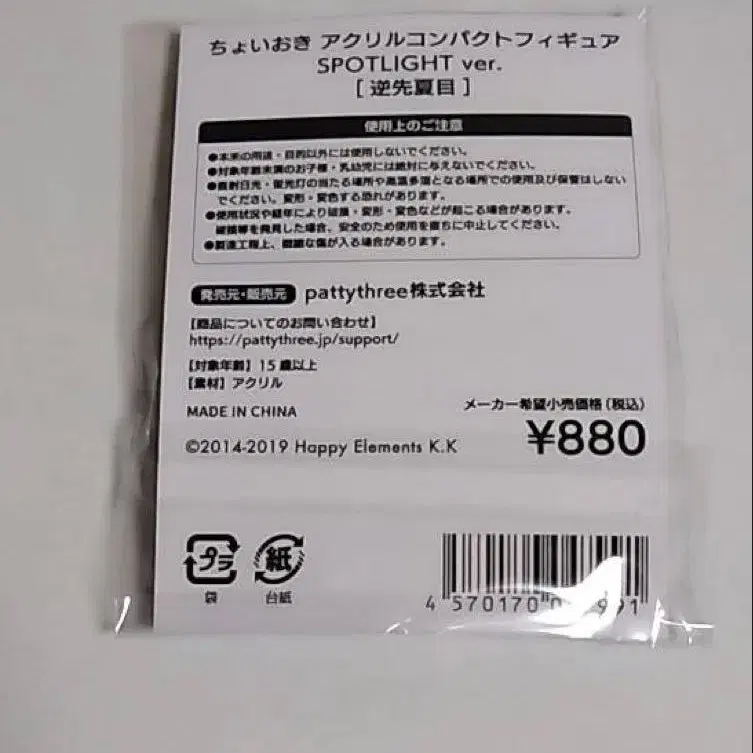 ちょいおき アクリルコンパクトフィギュア
SPOTLIGHT ver.
[ 逆先夏目 ]
使用上のご注意
●本来の用途・目的以外には使用しないでください。
●対象年齢未満のお子様・乳幼児には絶対に与えないでください。
●直射日光・蛍光灯の当たる場所や高温多湿となる場所での使用及び保管はしない
でください。変形・変色する恐れがあります。
●使用状況や経年により破損・変形・変色などが起こる場合があります。
破損等を発見した場合、安全のため使用を直ちに中止してください。
●製造工程上、微細な傷が入る場合があります。
発売元・販売元 pattythree株式会社
【商品についてのお問い合わせ】
https://pattythree.jp/support/
【対象年齢】15歳以上
【素材】アクリル
MADE IN CHINA
メーカー希望小売価格（税込）
¥880
©2014-2019 Happy Elements K.K
プラ 紙
袋 台紙
4 570170